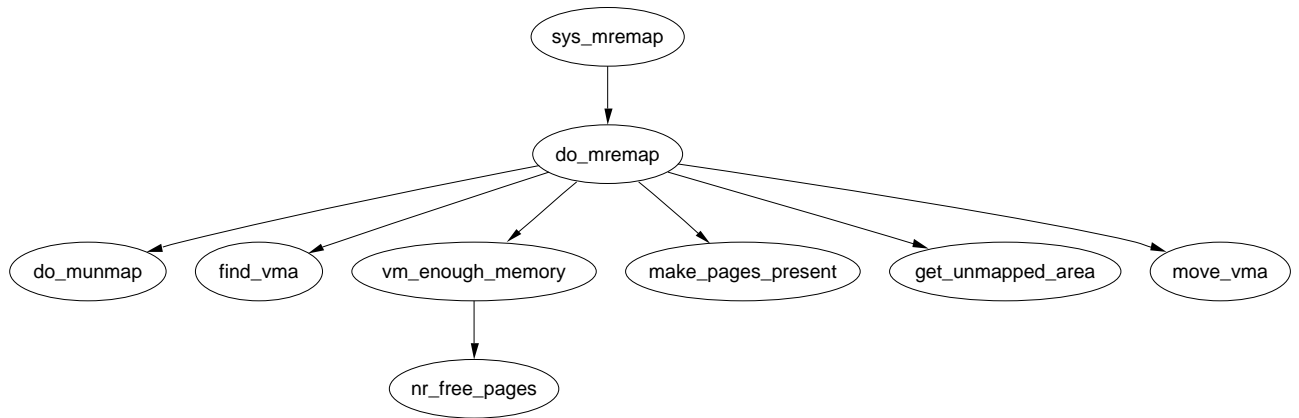 sys_mremap
do_mremap
do_munmap
find_vma
vm_enough_memory
make_pages_present
get_unmapped_area
move_vma
nr_free_pages